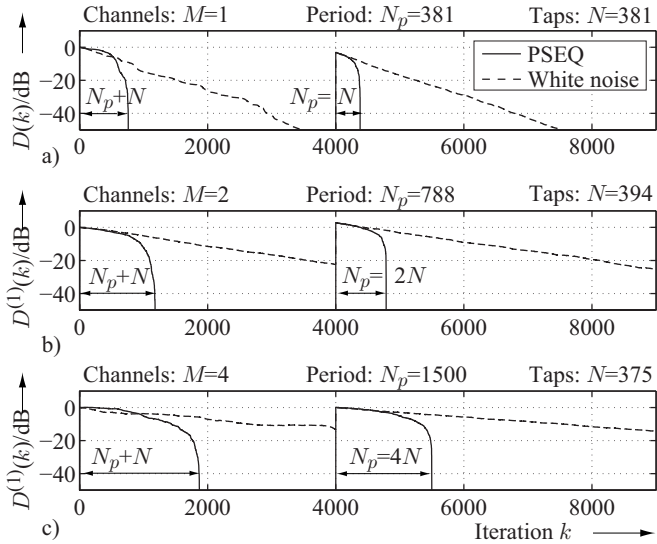 Channels: M=1 Period: N_p=381 Taps: N=381
D(k)/dB
0
−20
−40
N_p+N
N_p= N
PSEQ
White noise
a)
0 2000 4000 6000 8000
Channels: M=2 Period: N_p=788 Taps: N=394
D^(1)(k)/dB
0
−20
−40
N_p+N
N_p= 2N
b)
0 2000 4000 6000 8000
Channels: M=4 Period: N_p=1500 Taps: N=375
D^(1)(k)/dB
0
−20
−40
N_p+N
N_p=4N
c)
0 2000 4000 6000 8000
Iteration k